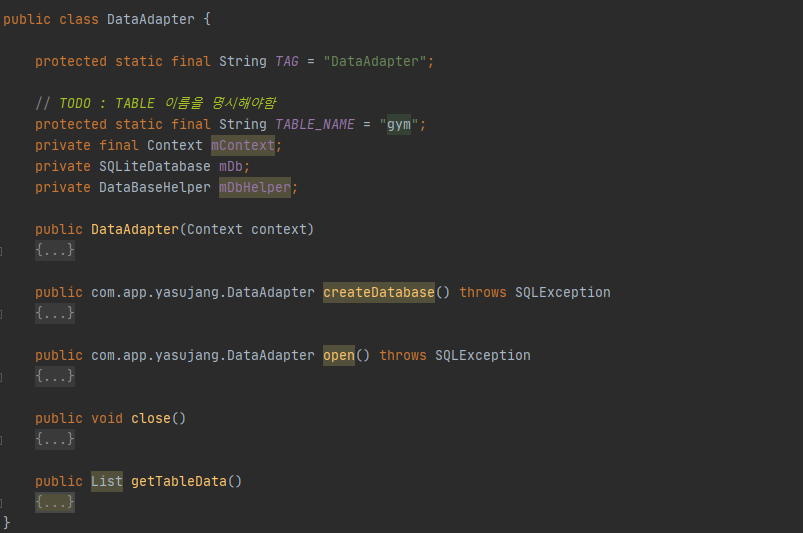 public class DataAdapter {
protected static final String TAG = "DataAdapter";
// TODO : TABLE 이름을 명시해야함
protected static final String TABLE_NAME = "gym";
private final Context mContext;
private SQLiteDatabase mDb;
private DataBaseHelper mDbHelper;
public DataAdapter(Context context)
{...}
public com.app.yasujang.DataAdapter createDatabase() throws SQLException
{...}
public com.app.yasujang.DataAdapter open() throws SQLException
{...}
public void close()
{...}
public List getTableData()
{...}
}